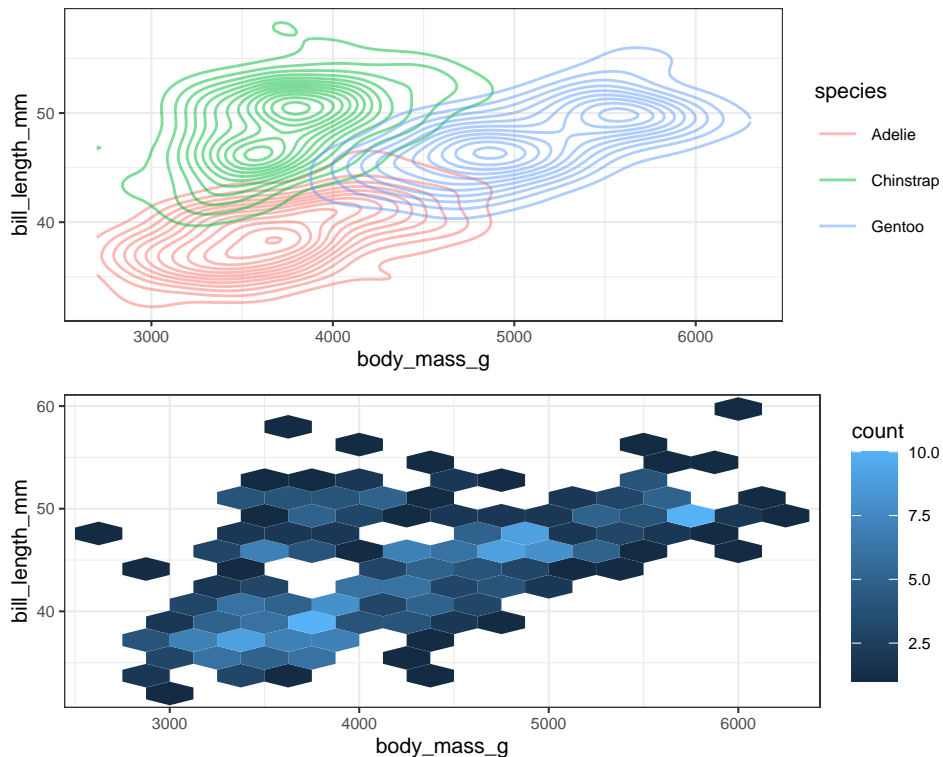 50
40
bill_length_mm
3000 4000 5000 6000
body_mass_g
species
Adelie
Chinstrap
Gentoo
60
50
40
bill_length_mm
3000 4000 5000 6000
body_mass_g
count
10.0
7.5
5.0
2.5